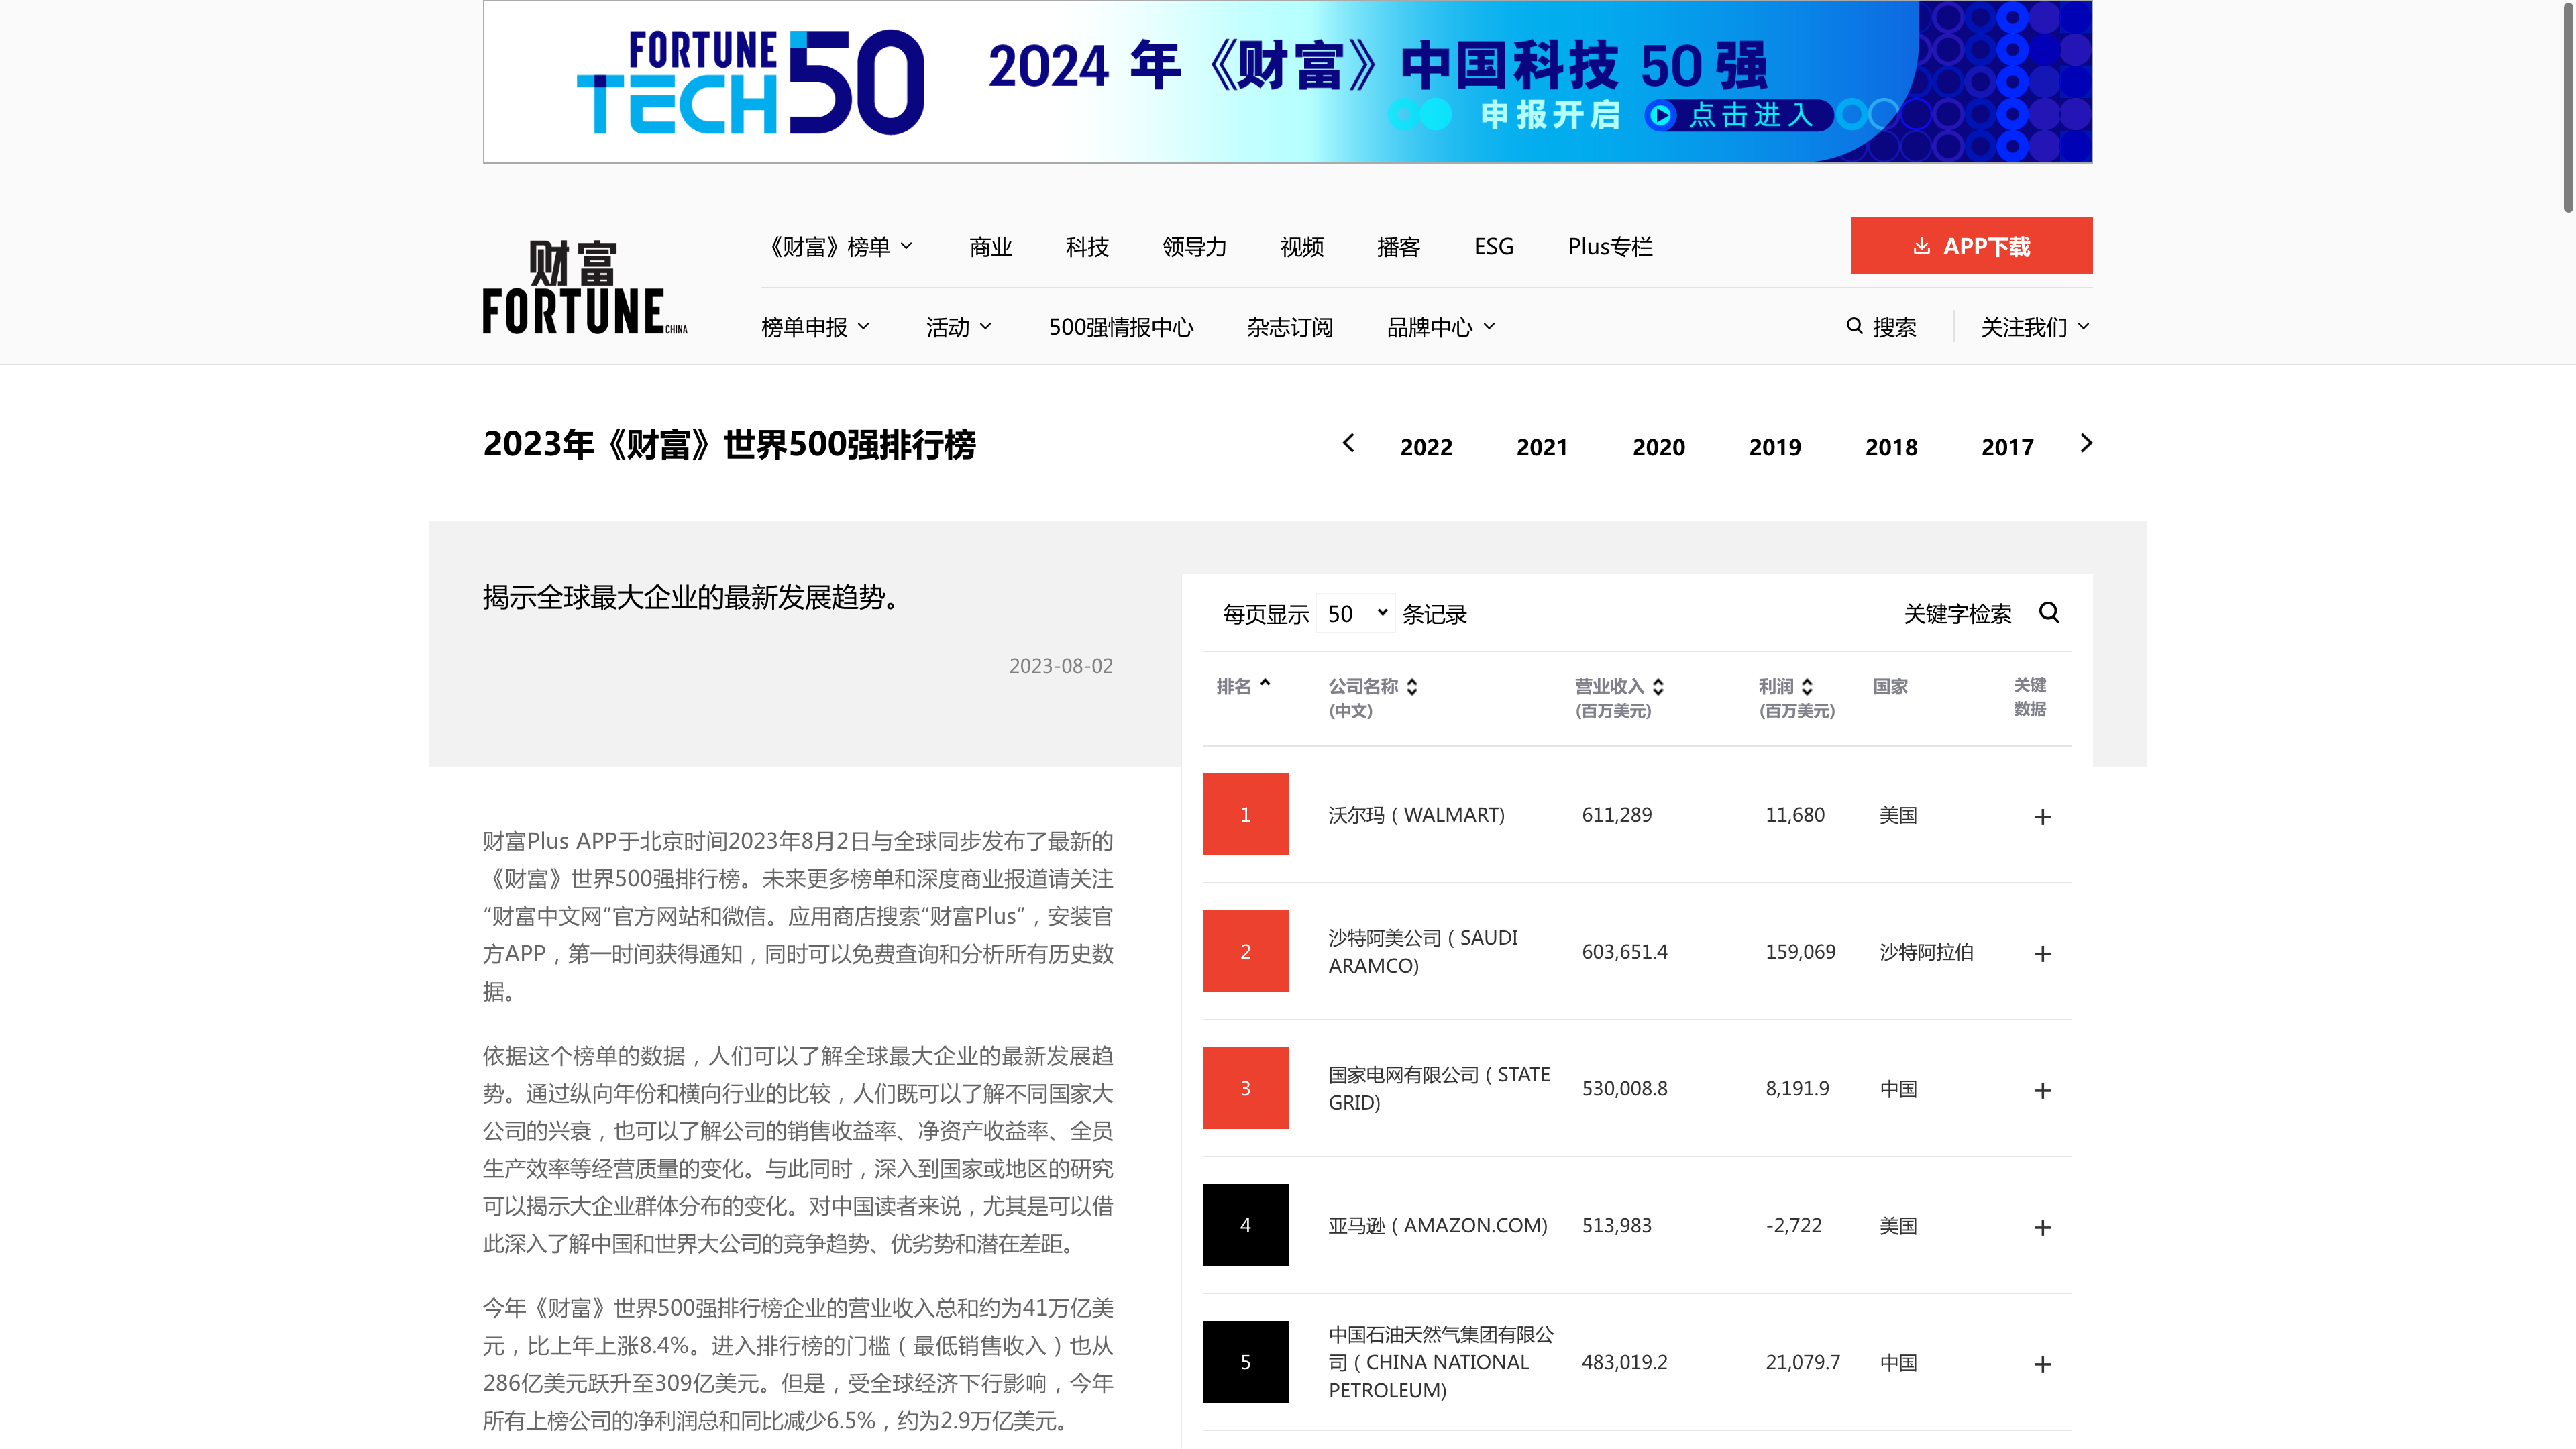 FORTUNE
TECH50
2024 年《财富》中国科技 50 强
申报开启 点击进入
财富
FORTUNE CHINA
《财富》榜单 商业 科技 领导力 视频 播客 ESG Plus专栏
APP下载
榜单申报 活动 500强情报中心 杂志订阅 品牌中心
搜索 关注我们
2023年《财富》世界500强排行榜
2022 2021 2020 2019 2018 2017
揭示全球最大企业的最新发展趋势。
2023-08-02
财富Plus APP于北京时间2023年8月2日与全球同步发布了最新的
《财富》世界500强排行榜。未来更多榜单和深度商业报道请关注
“财富中文网”官方网站和微信。应用商店搜索“财富Plus”，安装官
方APP，第一时间获得通知，同时可以免费查询和分析所有历史数
据。
依据这个榜单的数据，人们可以了解全球最大企业的最新发展趋
势。通过纵向年份和横向行业的比较，人们既可以了解不同国家大
公司的兴衰，也可以了解公司的销售收益率、净资产收益率、全员
生产效率等经营质量的变化。与此同时，深入到国家或地区的研究
可以揭示大企业群体分布的变化。对中国读者来说，尤其是可以借
此深入了解中国和世界大公司的竞争趋势、优劣势和潜在差距。
今年《财富》世界500强排行榜企业的营业收入总和约为41万亿美
元，比上年上涨8.4%。进入排行榜的门槛（最低销售收入）也从
286亿美元跃升至309亿美元。但是，受全球经济下行影响，今年
所有上榜公司的净利润总和同比减少6.5%，约为2.9万亿美元。
每页显示 50 条记录 关键字检索
排名 公司名称 营业收入 利润 国家 关键
(中文) (百万美元) (百万美元) 数据
1 沃尔玛（WALMART) 611,289 11,680 美国 +
2 沙特阿美公司（SAUDI
ARAMCO) 603,651.4 159,069 沙特阿拉伯 +
3 国家电网有限公司（STATE
GRID) 530,008.8 8,191.9 中国 +
4 亚马逊（AMAZON.COM) 513,983 -2,722 美国 +
5 中国石油天然气集团有限公
司（CHINA NATIONAL
PETROLEUM) 483,019.2 21,079.7 中国 +